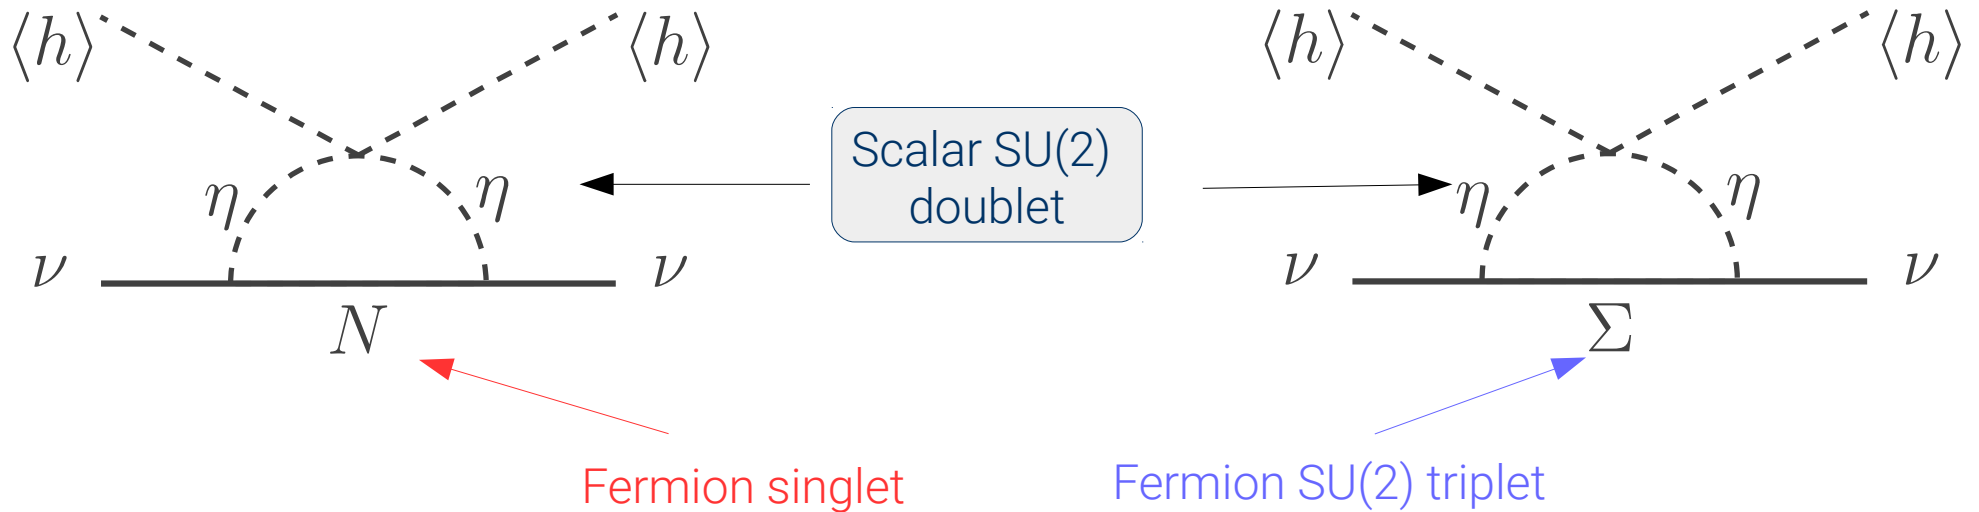 ⟨h⟩ ⟨h⟩ ⟨h⟩ ⟨h⟩
Scalar SU(2)
doublet
η η η η
ν ν ν ν
N Σ
Fermion singlet Fermion SU(2) triplet